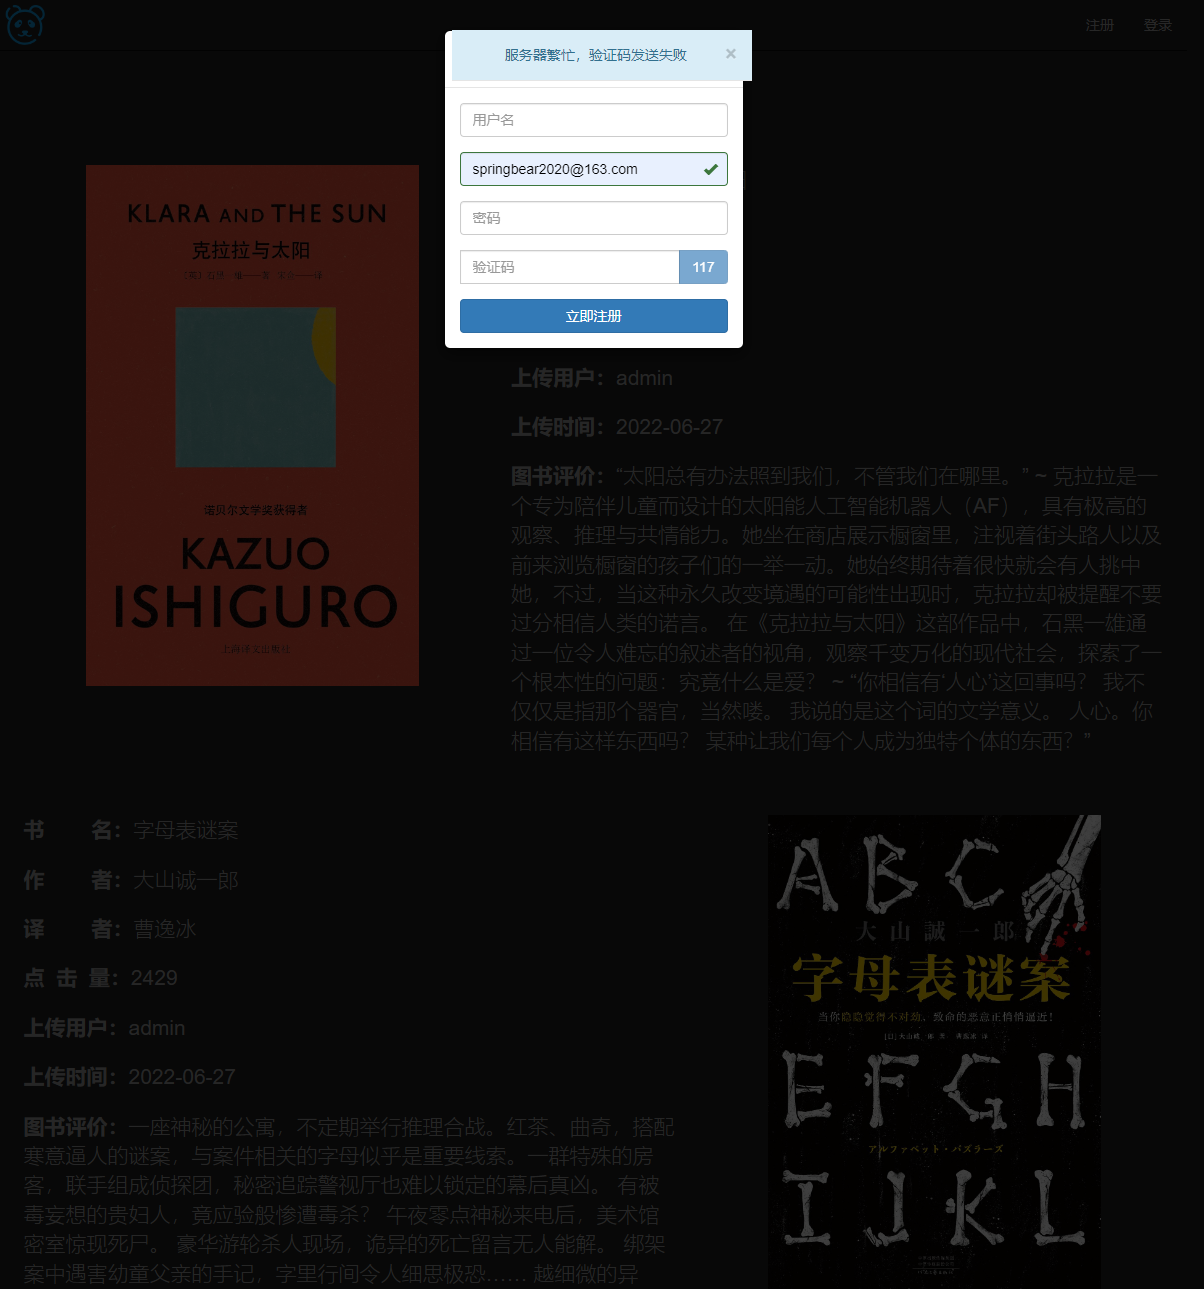 注册 登录
服务器繁忙，验证码发送失败 ×
用户名
springbear2020@163.com
密码
验证码 117
立即注册
KLARA AND THE SUN
克拉拉与太阳
诺贝尔文学奖获得者
KAZUO
ISHIGURO
上海译文出版社
上传用户：admin
上传时间：2022-06-27
图书评价：“太阳总有办法照到我们，不管我们在哪里。” ~ 克拉拉是一
个专为陪伴儿童而设计的太阳能人工智能机器人（AF），具有极高的
观察、推理与共情能力。她坐在商店展示橱窗里，注视着街头路人以及
前来浏览橱窗的孩子们的一举一动。她始终期待着很快就会有人挑中
她，不过，当这种永久改变境遇的可能性出现时，克拉拉却被提醒不要
过分相信人类的诺言。 在《克拉拉与太阳》这部作品中，石黑一雄通
过一位令人难忘的叙述者的视角，观察千变万化的现代社会，探索了一
个根本性的问题：究竟什么是爱？ ~ “你相信有‘人心’这回事吗？ 我不
仅仅是指那个器官，当然喽。 我说的是这个词的文学意义。 人心。你
相信有这样东西吗？ 某种让我们每个人成为独特个体的东西？”
书 名：字母表谜案
作 者：大山诚一郎
译 者：曹逸冰
点 击 量：2429
上传用户：admin
上传时间：2022-06-27
图书评价：一座神秘的公寓，不定期举行推理合战。红茶、曲奇，搭配
寒意逼人的谜案，与案件相关的字母似乎是重要线索。一群特殊的房
客，联手组成侦探团，秘密追踪警视厅也难以锁定的幕后真凶。 有被
毒妄想的贵妇人，竟应验般惨遭毒杀？ 午夜零点神秘来电后，美术馆
密室惊现死尸。 豪华游轮杀人现场，诡异的死亡留言无人能解。 绑架
案中遇害幼童父亲的手记，字里行间令人细思极恐…… 越细微的异
ABC
大山誠一郎
字母表谜案
当你隐隐觉得不对劲，致命的恶意正悄悄逼近！
EFGH
アルファベット・パズラーズ
IJKL